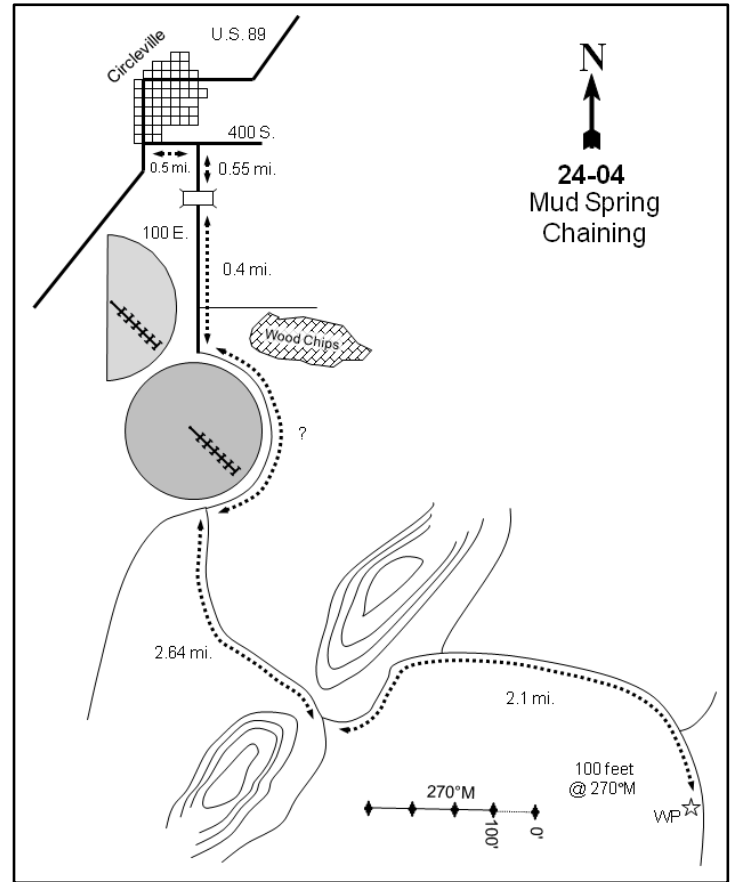 U.S. 89
Circleville
400 S.
0.5 mi.
0.55 mi.
N
24-04
Mud Spring
Chaining
100 E.
0.4 mi.
Wood Chips
?
2.64 mi.
2.1 mi.
100 feet
@ 270°M
270°M
WP
100'
0'